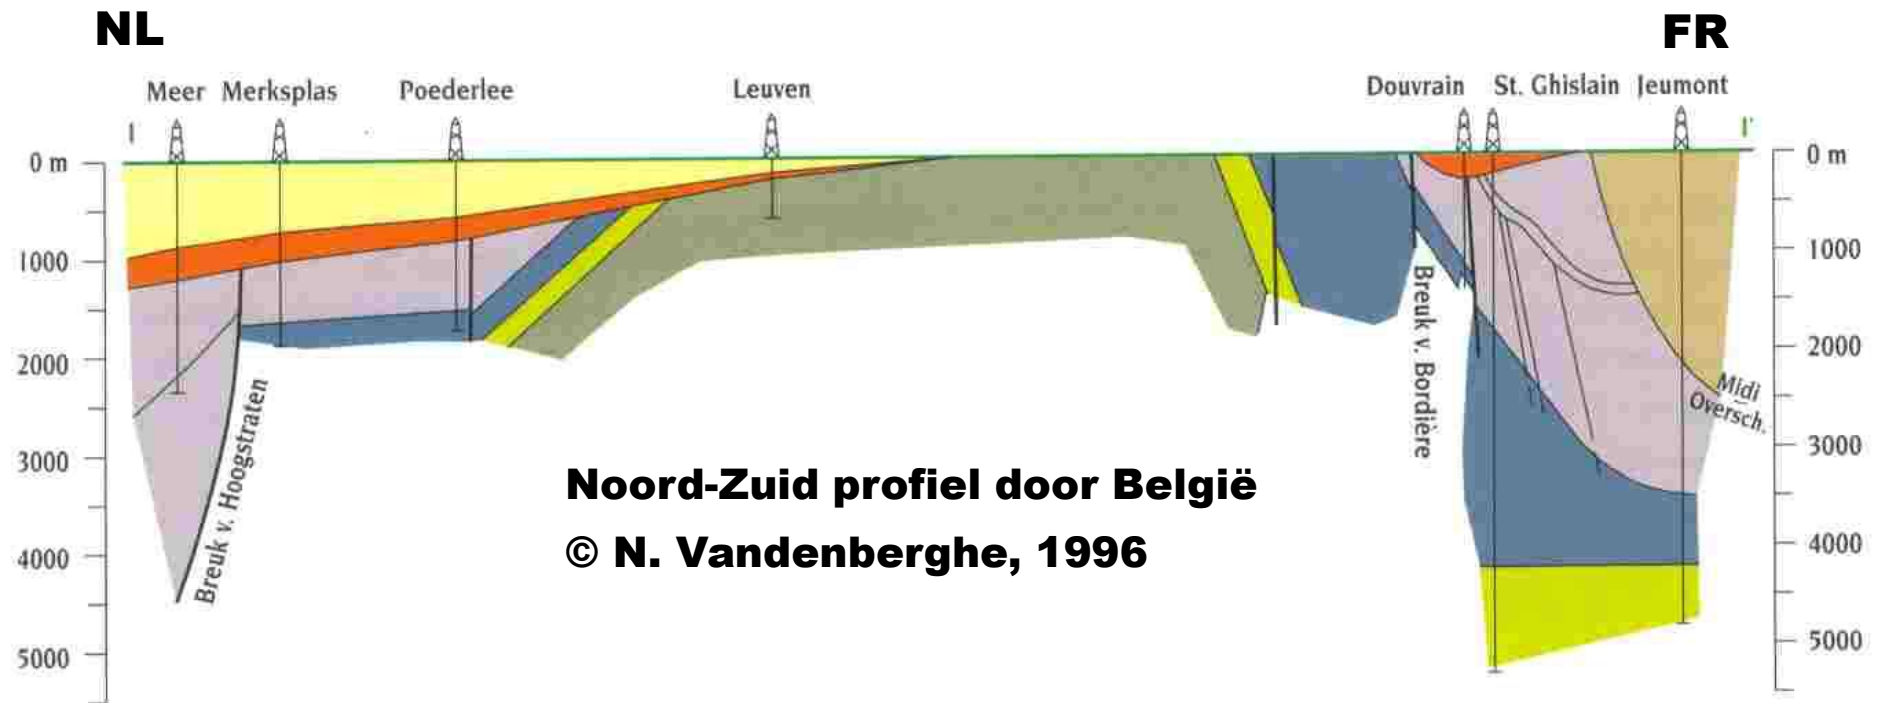 NL
FR
Meer Merksplas Poederlee Leuven Douvrain St. Ghislain Jeumont
I
I'
0 m
1000
2000
3000
4000
5000
0 m
1000
2000
3000
4000
5000
Breuk v. Hoogstraten
Breuk v. Bordière
Midi
Oversch.
Noord-Zuid profiel door België
© N. Vandenberghe, 1996